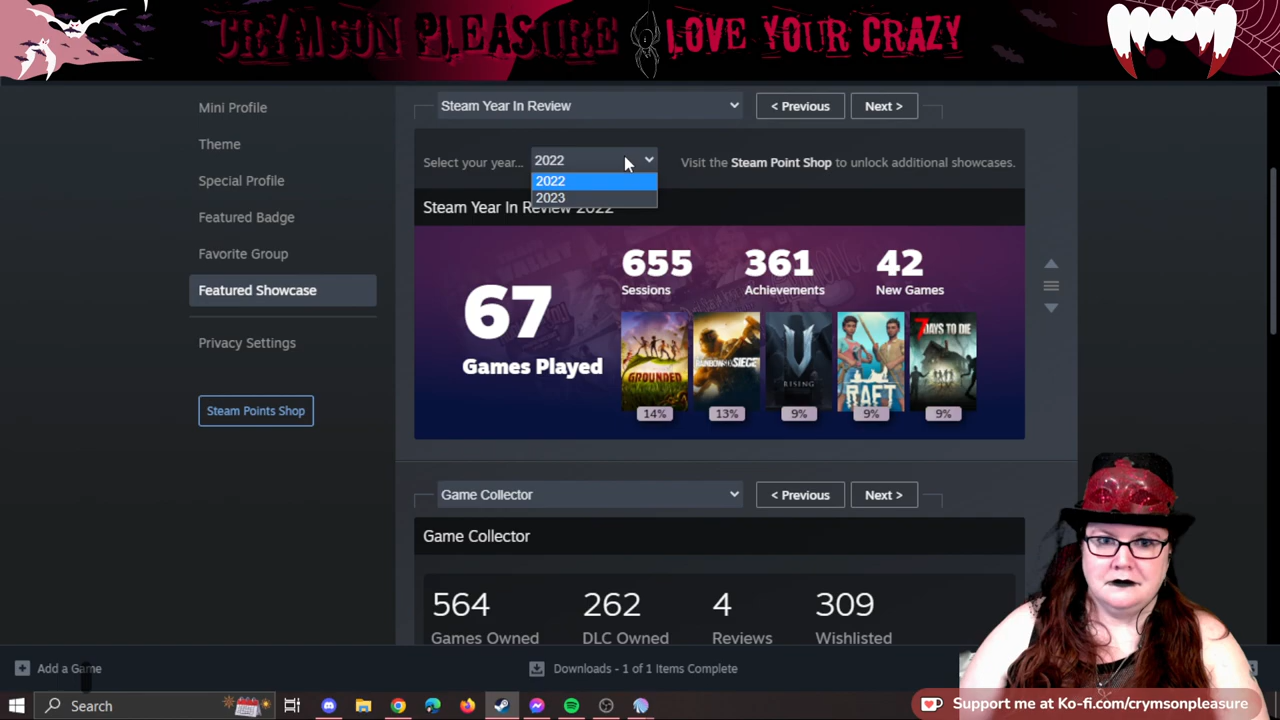 CRYMSON PLEASURE LOVE YOUR CRAZY
Mini Profile
Theme
Special Profile
Featured Badge
Favorite Group
Featured Showcase
Privacy Settings
Steam Points Shop
Steam Year In Review
< Previous
Next >
Select your year...
2022
Visit the Steam Point Shop to unlock additional showcases.
2022
2023
Steam Year In Review 2022
67
Games Played
655
Sessions
361
Achievements
42
New Games
GROUNDED
RAINBOW SIX SIEGE
V
RISING
RAFT
7 DAYS TO DIE
14%
13%
9%
9%
9%
Game Collector
< Previous
Next >
Game Collector
564
Games Owned
262
DLC Owned
4
Reviews
309
Wishlisted
Add a Game
Downloads - 1 of 1 Items Complete
Search
Support me at Ko-fi.com/crymsonpleasure